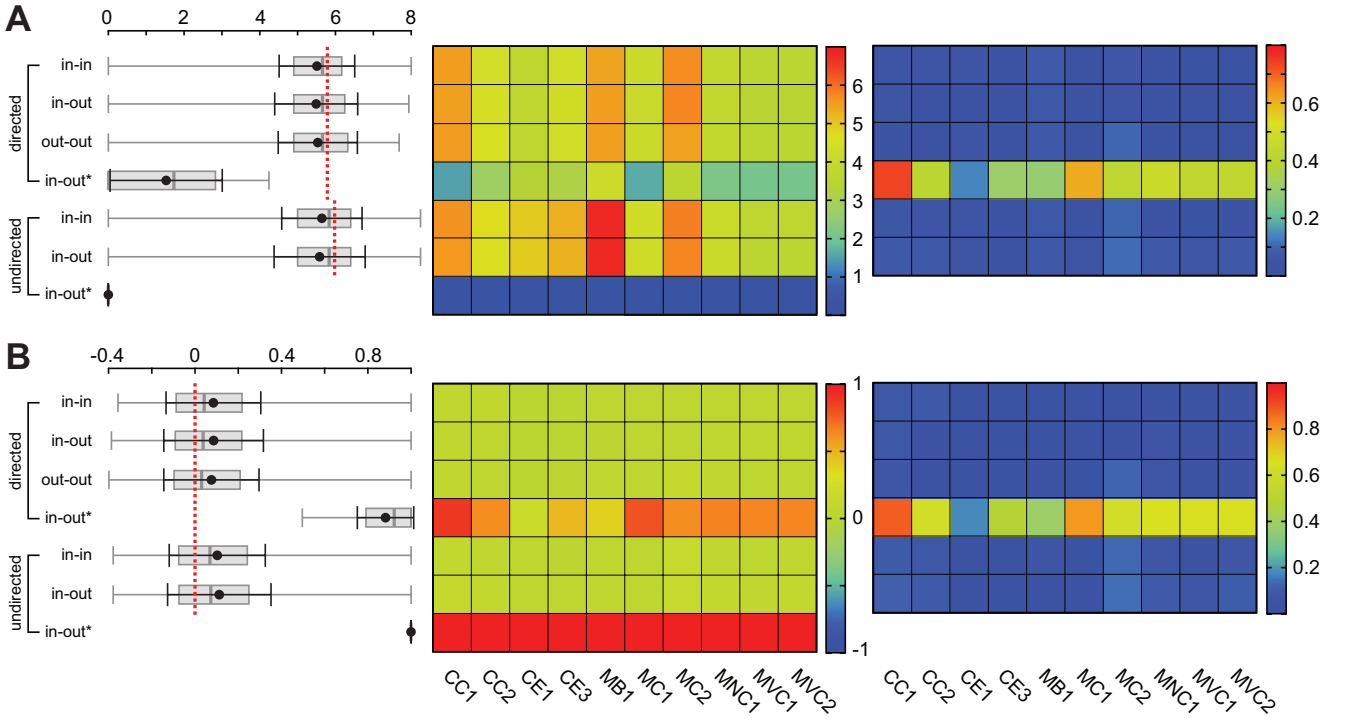 A
0 2 4 6 8
directed
in-in
in-out
out-out
in-out*
undirected
in-in
in-out
in-out*
6
5
4
3
2
1
0.6
0.4
0.2
B
-0.4 0 0.4 0.8
directed
in-in
in-out
out-out
in-out*
undirected
in-in
in-out
in-out*
1
0
-1
0.8
0.6
0.4
0.2
CC1 CC2 CE1 CE3 MB1 MC1 MC2 MNC1 MVC1 MVC2
CC1 CC2 CE1 CE3 MB1 MC1 MC2 MNC1 MVC1 MVC2